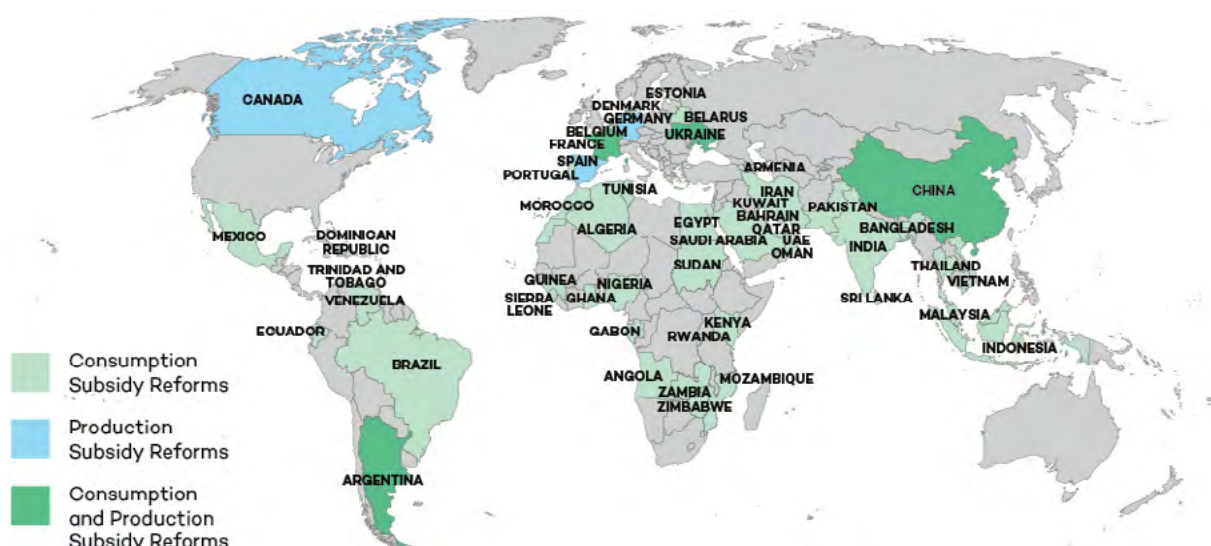 CANADA
ESTONIA
DENMARK
GERMANY
BELARUS
BELGIUM
UKRAINE
FRANCE
SPAIN
ARMENIA
PORTUGAL
TUNISIA
IRAN
CHINA
MOROCCO
KUWAIT
PAKISTAN
BAHRAIN
ALGERIA
EGYPT
QATAR
BANGLADESH
MEXICO
DOMINICAN
REPUBLIC
SAUDI ARABIA
UAE
INDIA
OMAN
SUDAN
THAILAND
TRINIDAD AND
TOBAGO
GUINEA
NIGERIA
VIETNAM
VENEZUELA
SIERRA
LEONE
GHANA
SRI LANKA
MALAYSIA
ECUADOR
GABON
KENYA
RWANDA
INDONESIA
BRAZIL
ANGOLA
MOZAMBIQUE
ZAMBIA
ZIMBABWE
ARGENTINA
Consumption
Subsidy Reforms
Production
Subsidy Reforms
Consumption
and Production
Subsidy Reforms